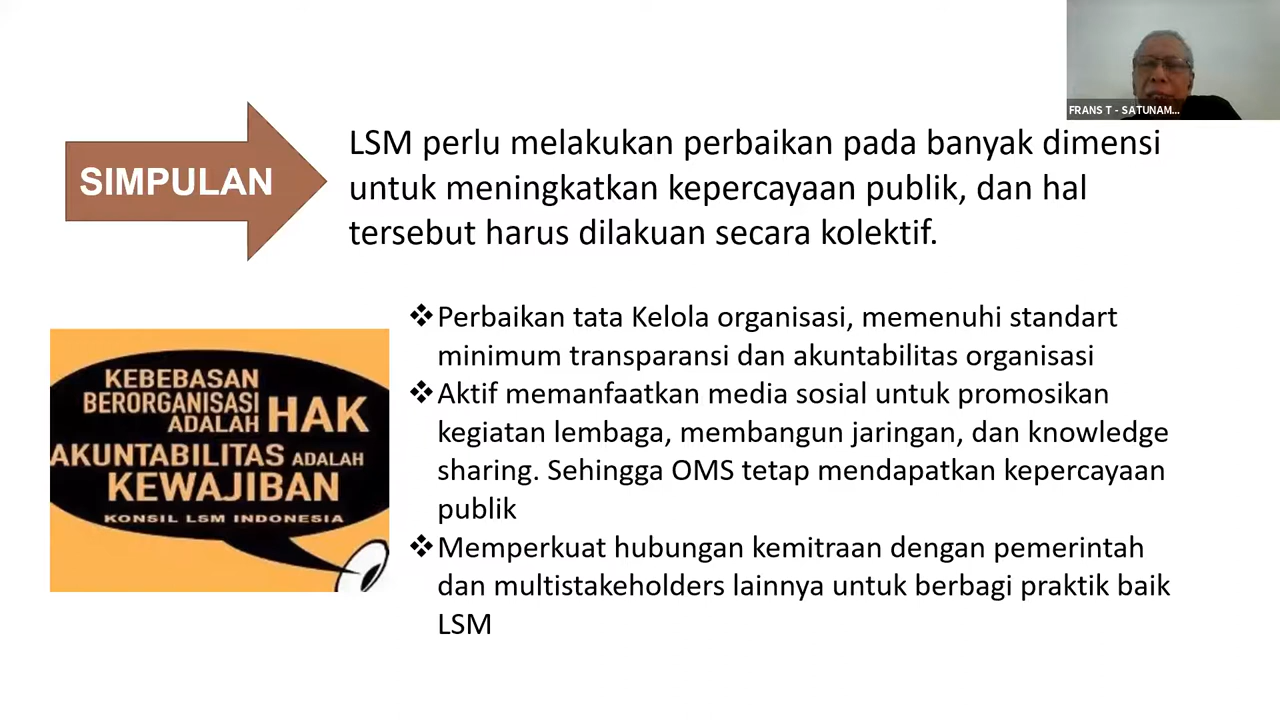 FRANS T - SATUNAM...
SIMPULAN
LSM perlu melakukan perbaikan pada banyak dimensi
untuk meningkatkan kepercayaan publik, dan hal
tersebut harus dilakuan secara kolektif.
❖Perbaikan tata Kelola organisasi, memenuhi standart
minimum transparansi dan akuntabilitas organisasi
❖Aktif memanfaatkan media sosial untuk promosikan
kegiatan lembaga, membangun jaringan, dan knowledge
sharing. Sehingga OMS tetap mendapatkan kepercayaan
publik
❖Memperkuat hubungan kemitraan dengan pemerintah
dan multistakeholders lainnya untuk berbagi praktik baik
LSM
KEBEBASAN
BERORGANISASI
ADALAH HAK
AKUNTABILITAS ADALAH
KEWAJIBAN
KONSIL LSM INDONESIA